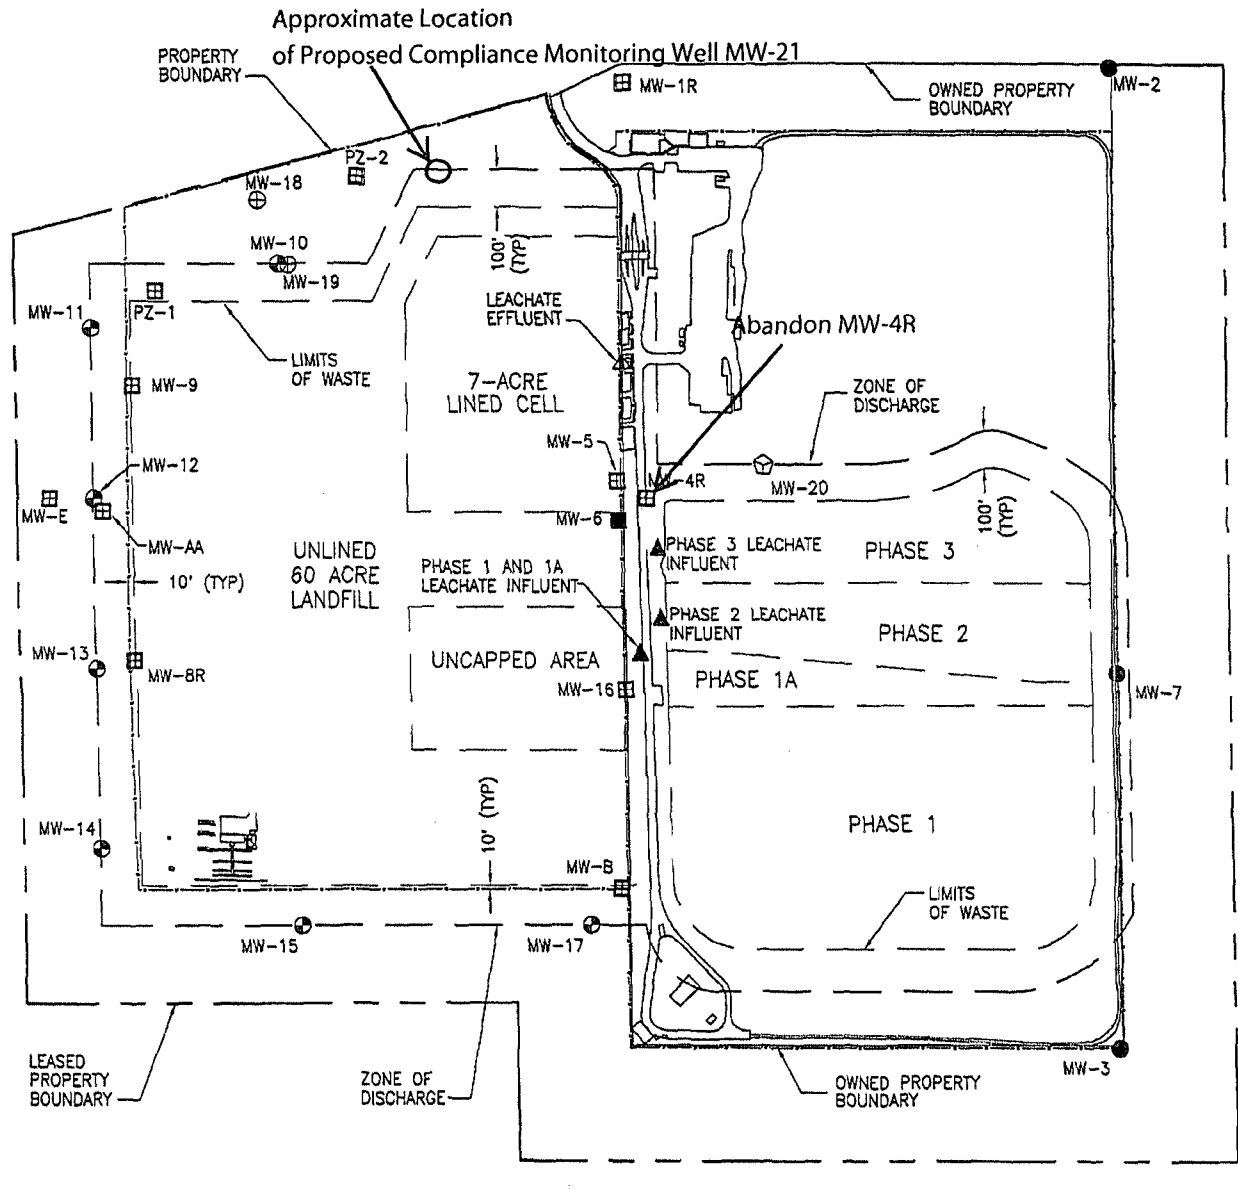 Approximate Location
of Proposed Compliance Monitoring Well MW-21
PROPERTY
BOUNDARY
MW-1R
OWNED PROPERTY
BOUNDARY
MW-2
PZ-2
MW-18
MW-10
MW-19
100'
(TYP)
MW-11
PZ-1
LEACHATE
EFFLUENT
Abandon MW-4R
LIMITS
OF WASTE
MW-9
7-ACRE
LINED CELL
ZONE OF
DISCHARGE
MW-5
MW-12
MW-4R
MW-20
MW-E
MW-6
100'
(TYP)
MW-AA
UNLINED
60 ACRE
LANDFILL
PHASE 3 LEACHATE
INFLUENT
PHASE 3
PHASE 1 AND 1A
LEACHATE INFLUENT
10' (TYP)
PHASE 2 LEACHATE
INFLUENT
PHASE 2
MW-13
MW-8R
UNCAPPED AREA
PHASE 1A
MW-16
MW-7
10' (TYP)
MW-14
PHASE 1
MW-B
LIMITS
OF WASTE
MW-15
MW-17
LEASED
PROPERTY
BOUNDARY
ZONE OF
DISCHARGE
OWNED PROPERTY
BOUNDARY
MW-3